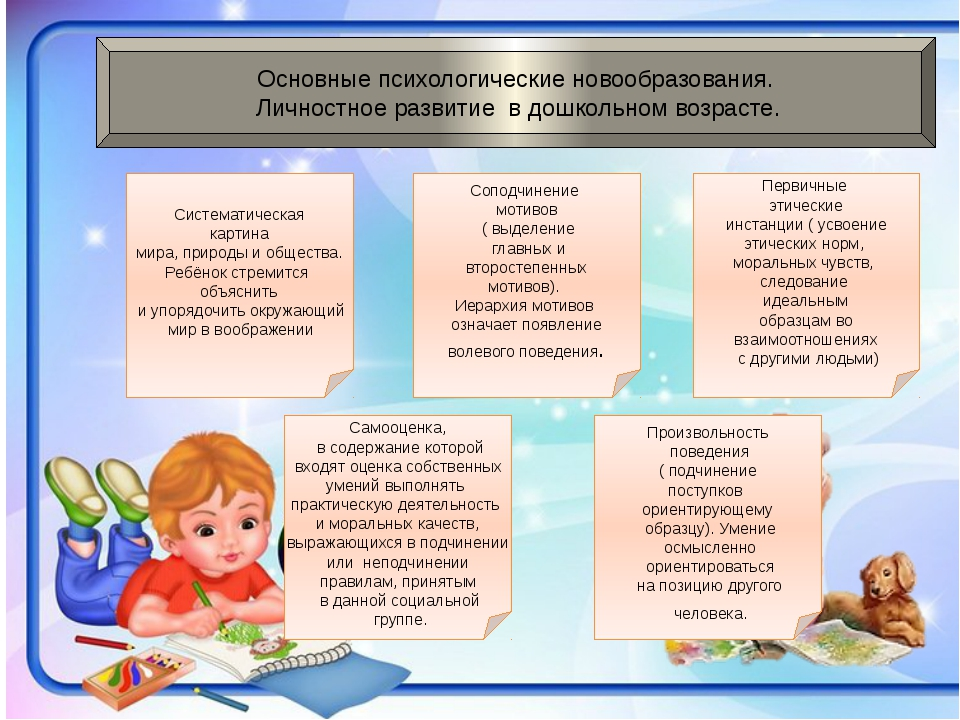 Основные психологические новообразования.
Личностное развитие в дошкольном возрасте.
Систематическая
картина
мира, природы и общества.
Ребёнок стремится
объяснить
и упорядочить окружающий
мир в воображении
Соподчинение
мотивов
( выделение
главных и
второстепенных
мотивов).
Иерархия мотивов
означает появление
волевого поведения.
Первичные
этические
инстанции ( усвоение
этических норм,
моральных чувств,
следование
идеальным
образцам во
взаимоотношениях
с другими людьми)
Самооценка,
в содержание которой
входят оценка собственных
умений выполнять
практическую деятельность
и моральных качеств,
выражающихся в подчинении
или неподчинении
правилам, принятым
в данной социальной
группе.
Произвольность
поведения
( подчинение
поступков
ориентирующему
образцу). Умение
осмысленно
ориентироваться
на позицию другого
человека.